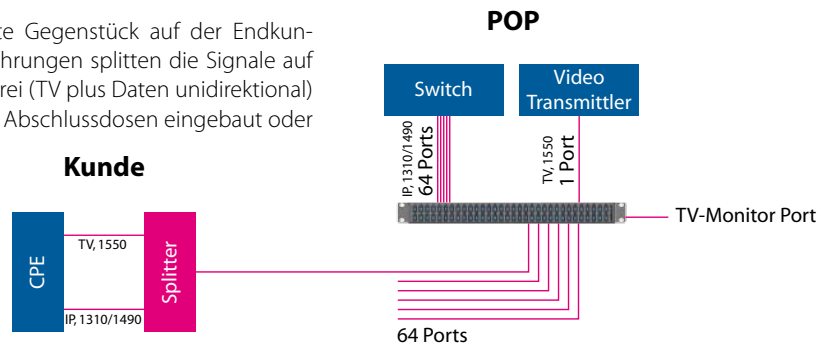 te Gegenstück auf der Endkun-
hrungen splitten die Signale auf
rei (TV plus Daten unidirektional)
Abschlussdosen eingebaut oder
POP
Switch
Video
Transmittler
IP, 1310/1490
64 Ports
TV, 1550
1 Port
TV-Monitor Port
64 Ports
Kunde
CPE
TV, 1550
IP, 1310/1490
Splitter